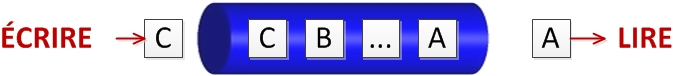 ÉCRIRE C C B ... A A LIRE